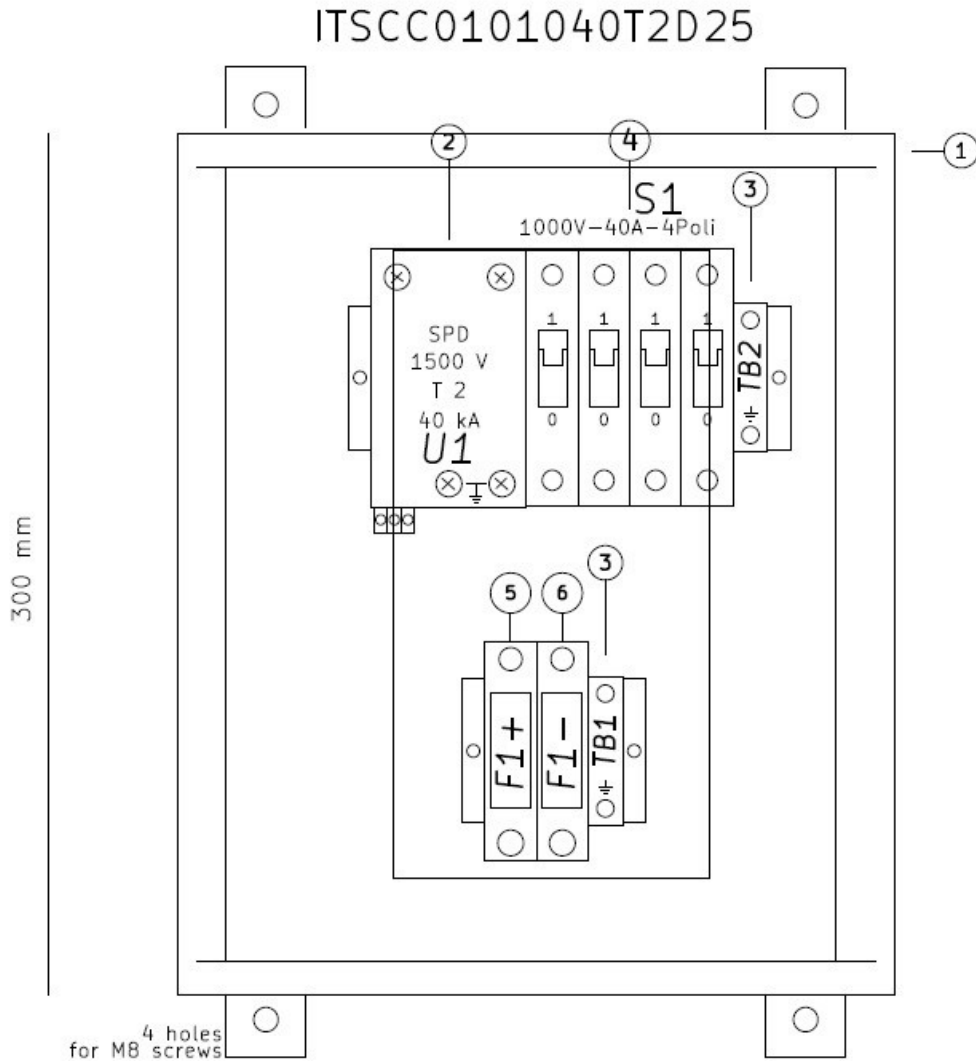 ITSCC0101040T2D25
2
4
1
3
S1
1000V-40A-4Poli
SPD
1500 V
T 2
40 kA
U1
1 1 1 1
0 0 0 0
TB2
300 mm
5
6
3
F1+
F1-
TB1
4 holes
for M8 screws